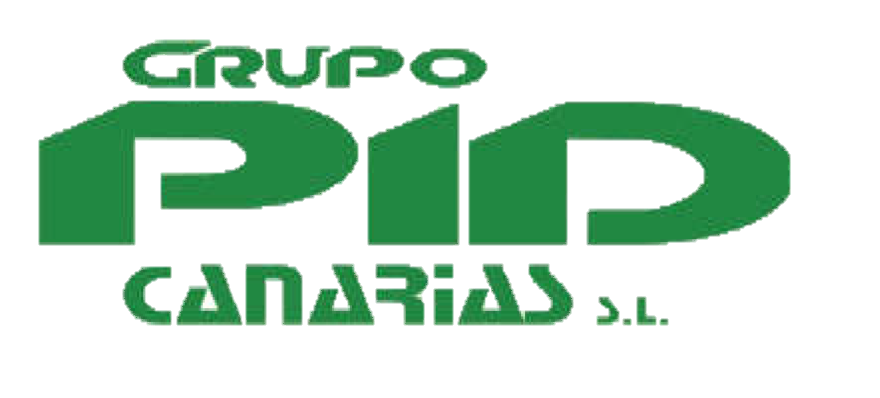 GRUPO
PID
CANARiAS S.L.